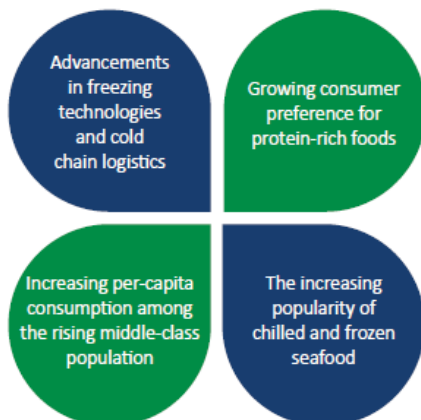 Advancements
in freezing
technologies
and cold
chain logistics
Growing consumer
preference for
protein-rich foods
Increasing per-capita
consumption among
the rising middle-class
population
The increasing
popularity of
chilled and frozen
seafood